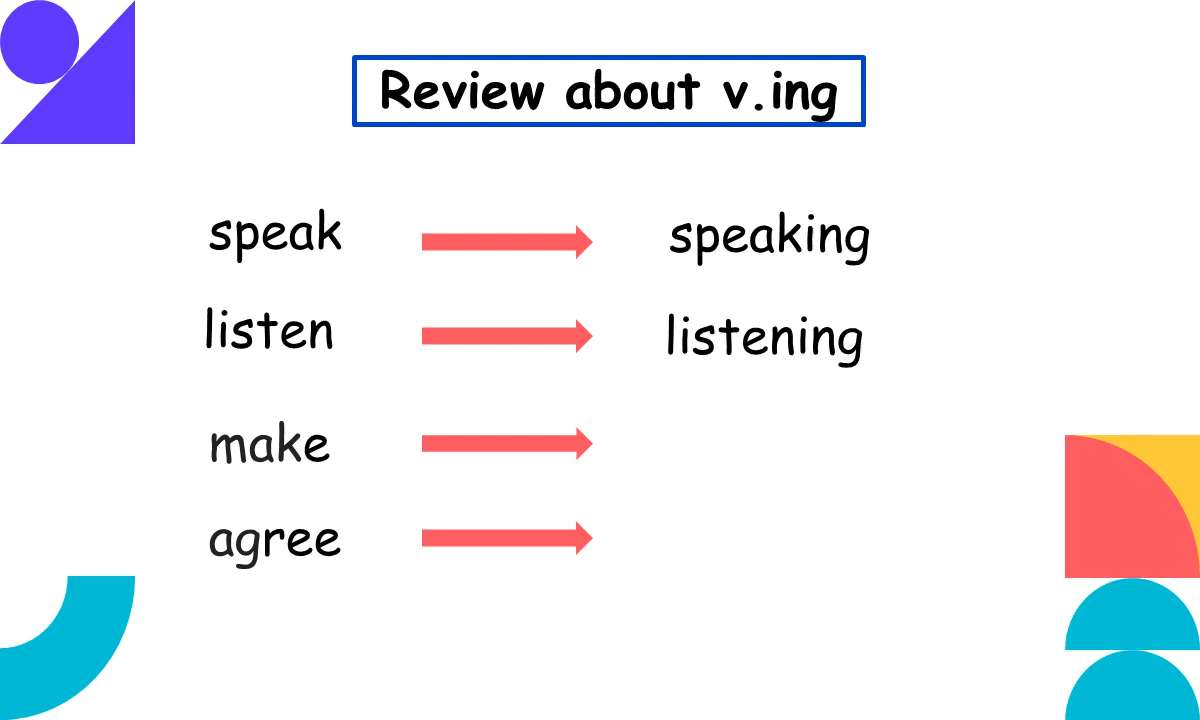 Review about v.ing
speak speaking
listen listening
make
agree